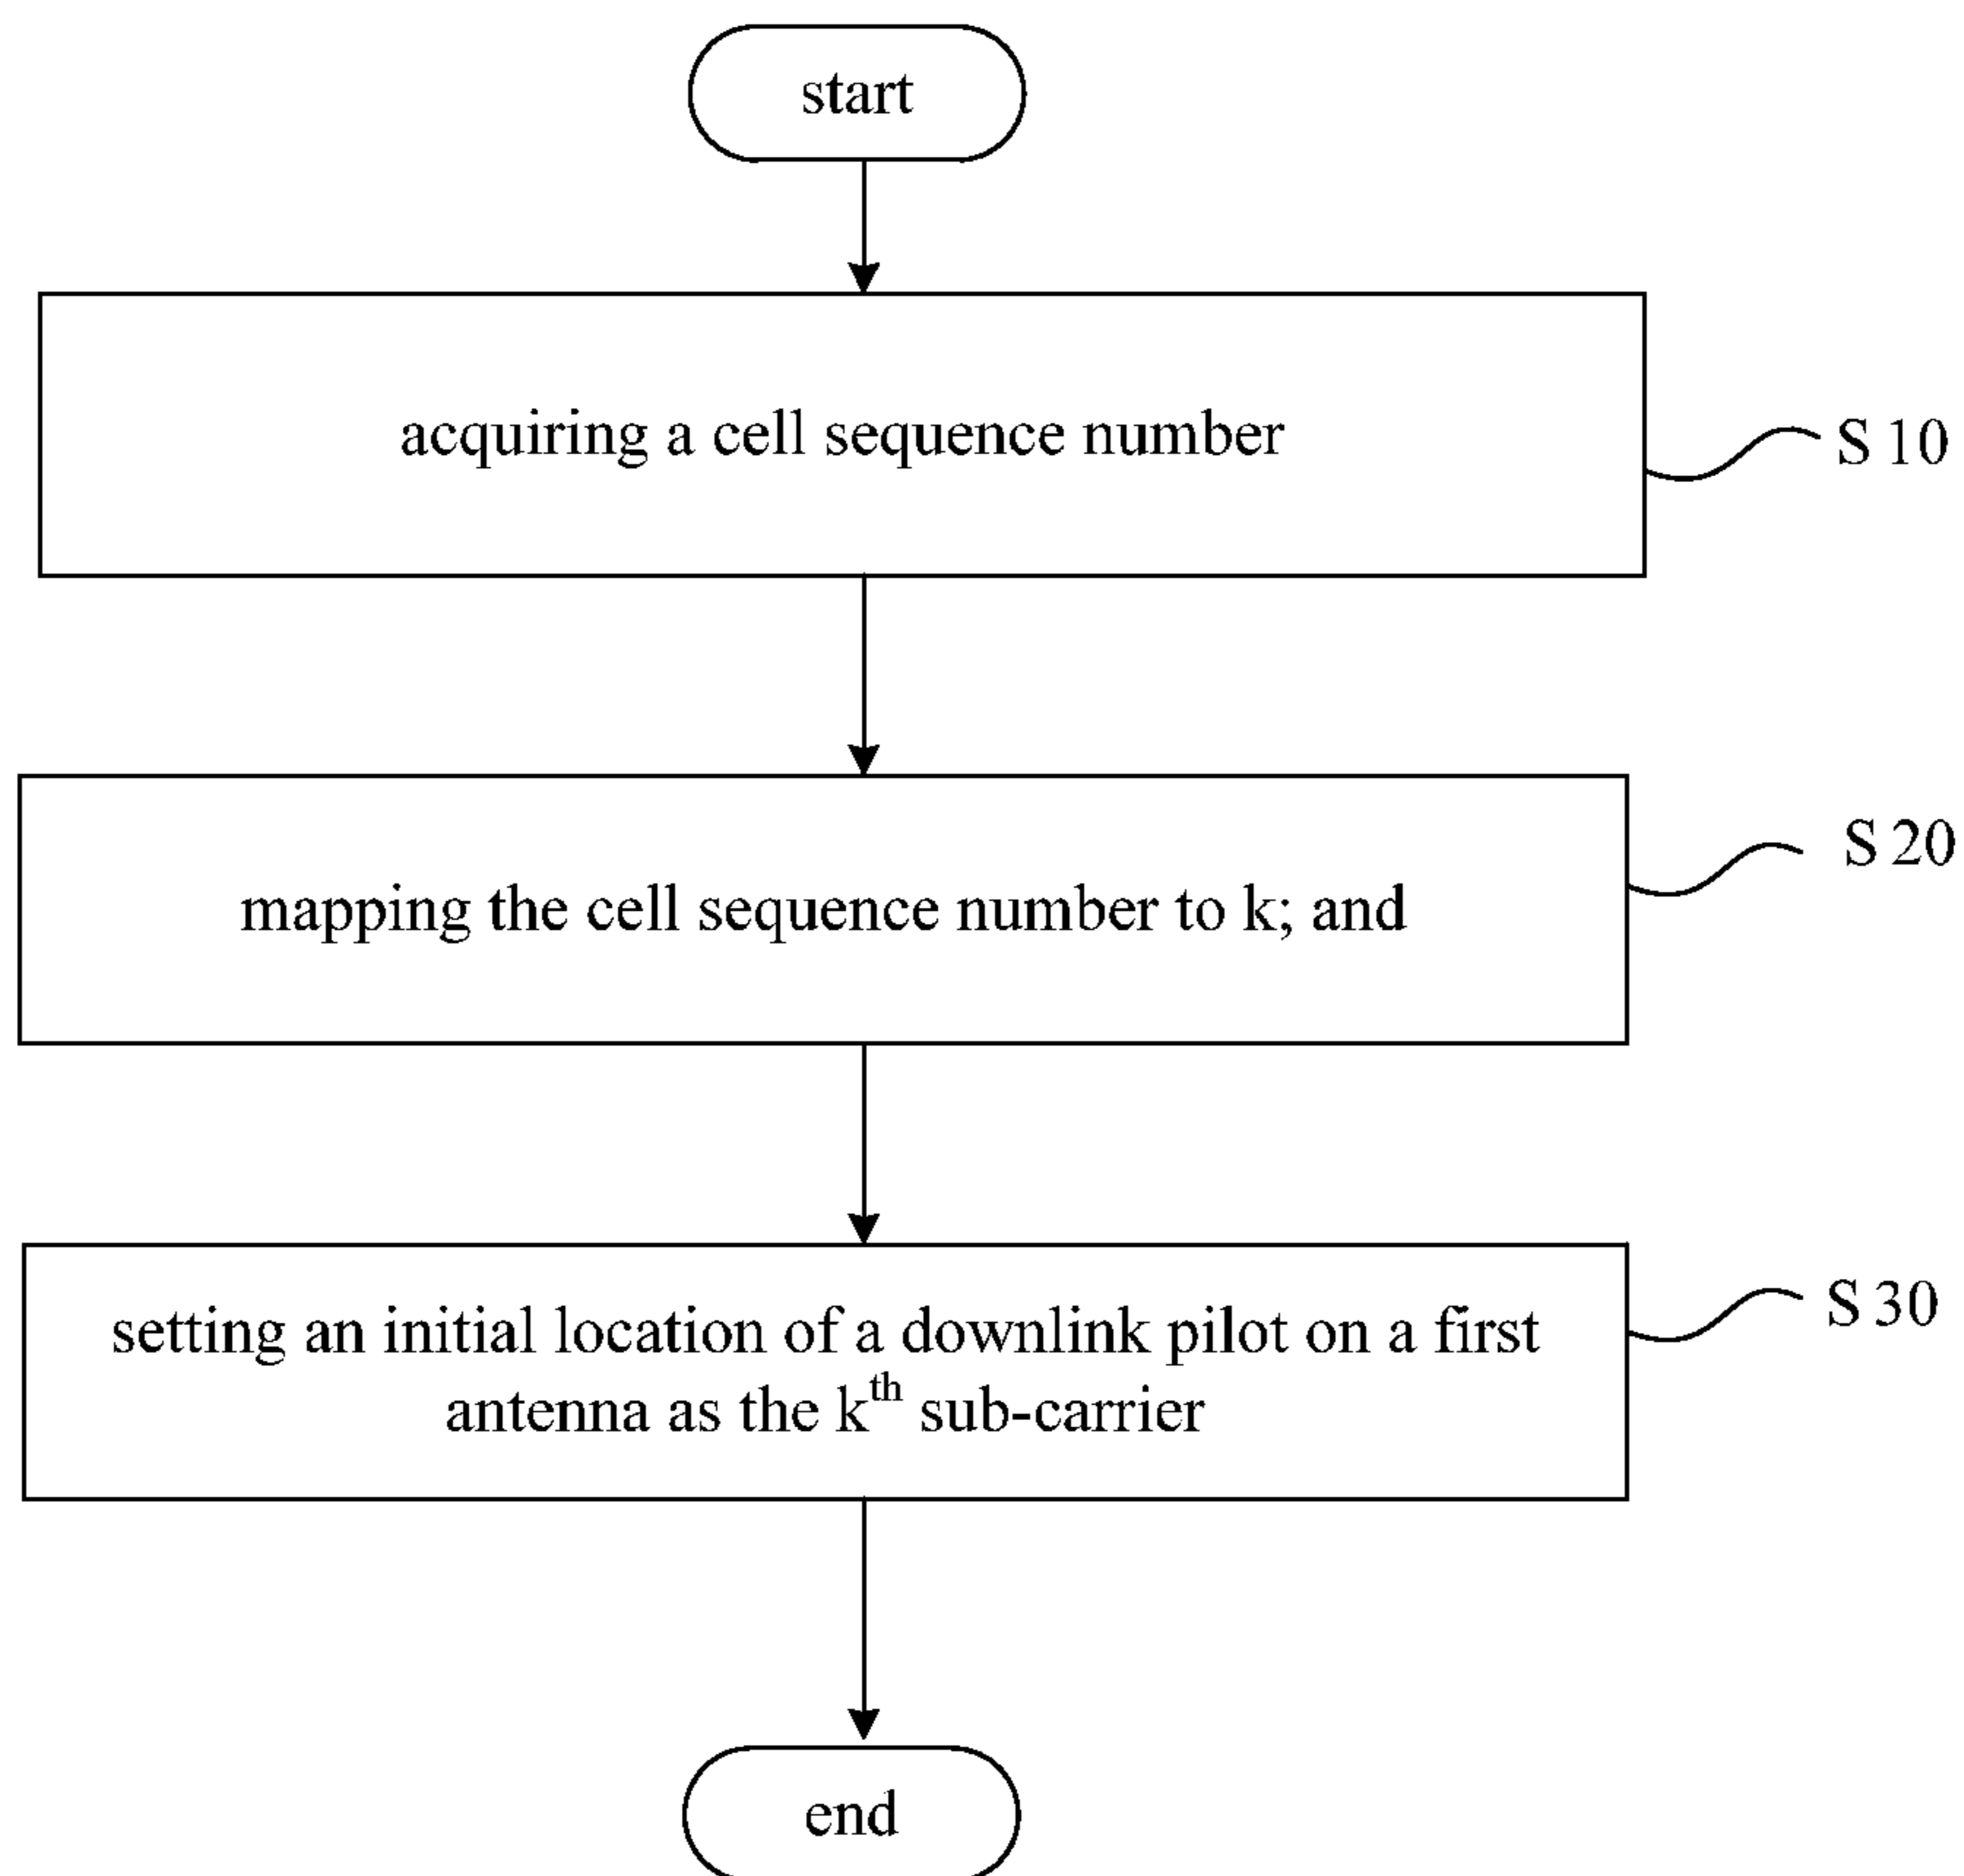 start
acquiring a cell sequence number
S 10
mapping the cell sequence number to k; and
S 20
setting an initial location of a downlink pilot on a first
antenna as the kth sub-carrier
S 30
end